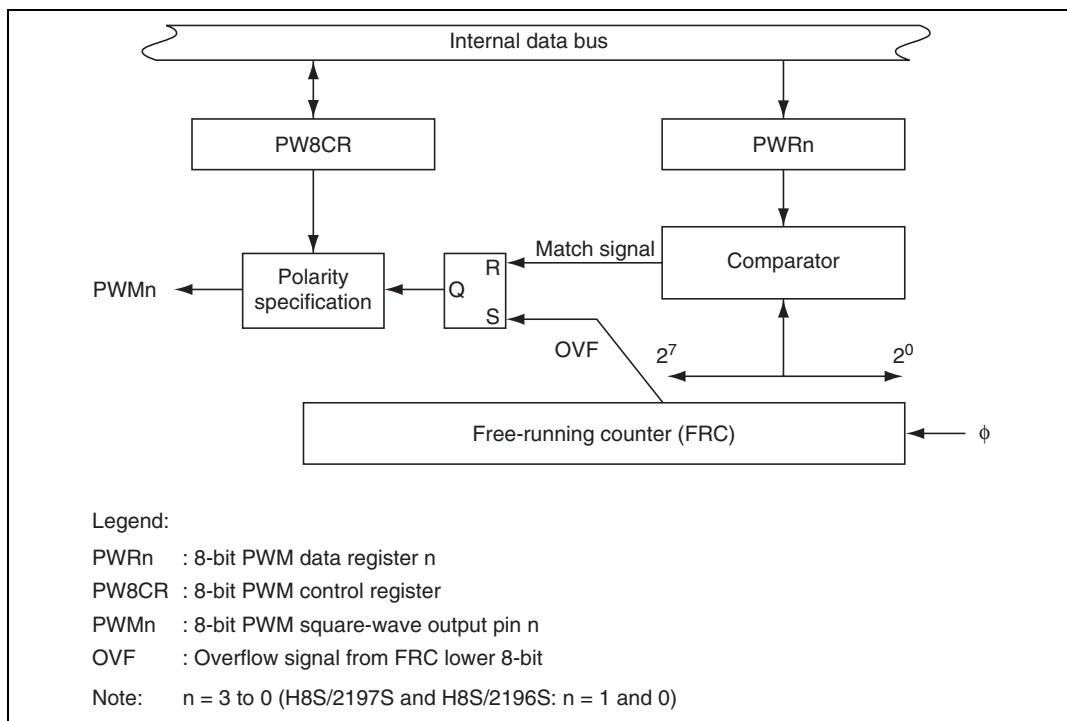 Internal data bus
PW8CR
PWRn
Match signal
Comparator
R
Polarity
specification
Q
PWMn
S
OVF
2⁷
2⁰
Free-running counter (FRC)
ϕ
Legend:
PWRn : 8-bit PWM data register n
PW8CR : 8-bit PWM control register
PWMn : 8-bit PWM square-wave output pin n
OVF : Overflow signal from FRC lower 8-bit
Note: n = 3 to 0 (H8S/2197S and H8S/2196S: n = 1 and 0)